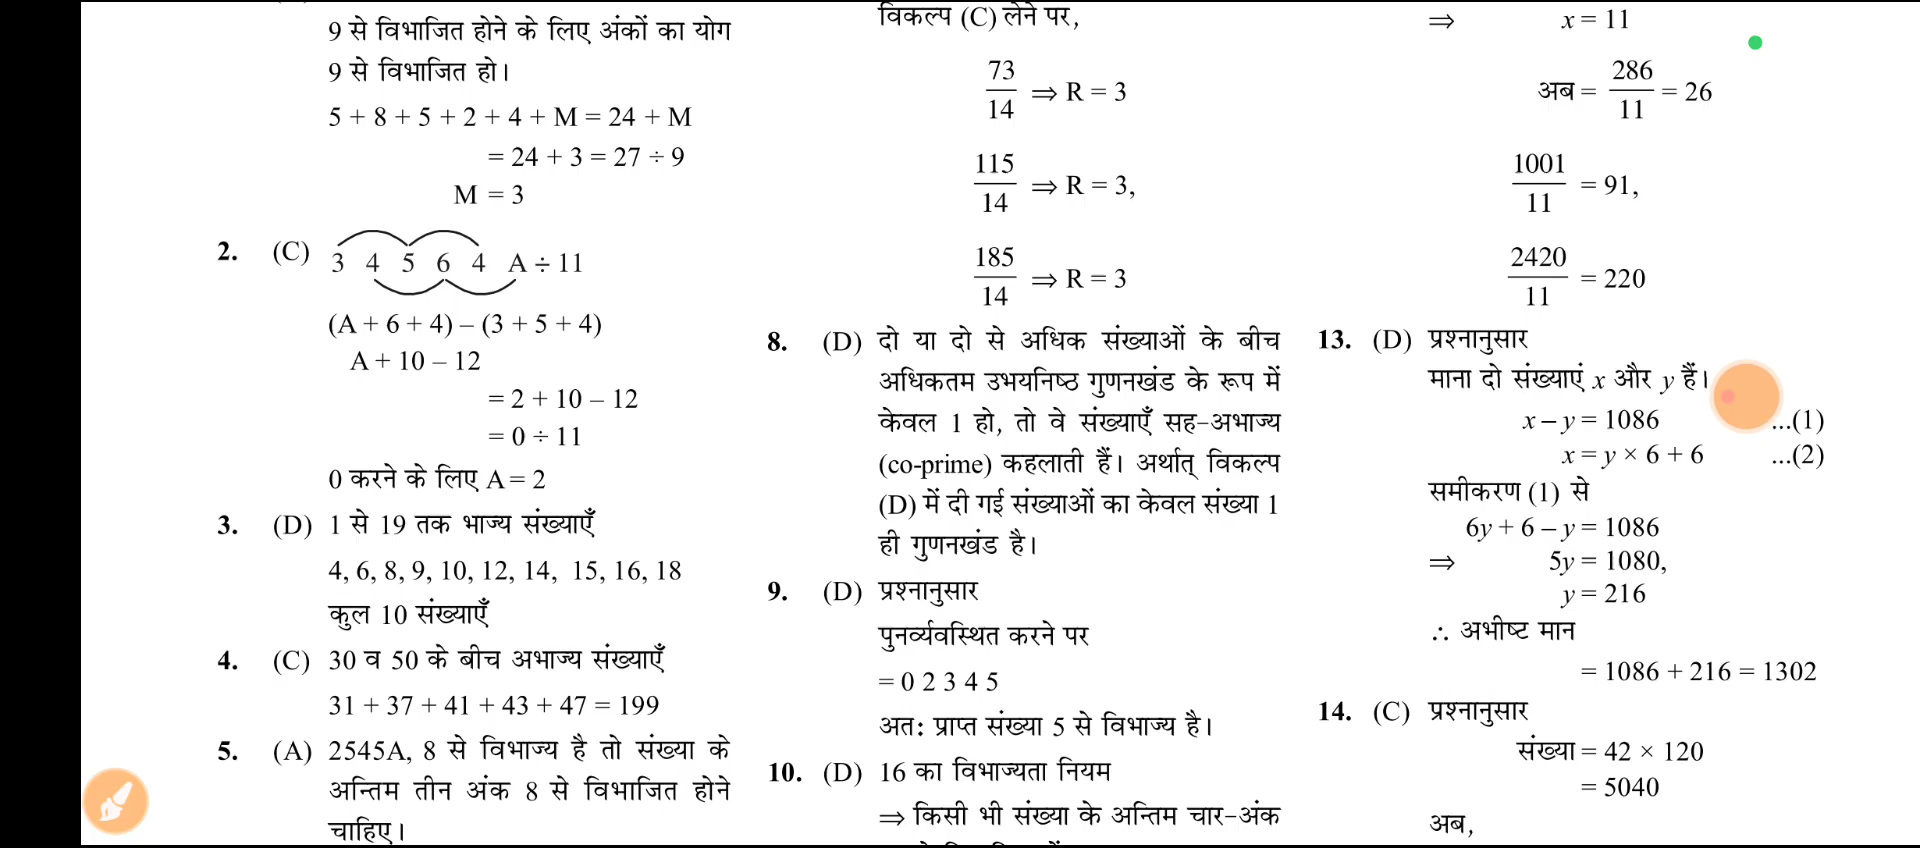 9 से विभाजित होने के लिए अंकों का योग
9 से विभाजित हो।
5 + 8 + 5 + 2 + 4 + M = 24 + M
= 24 + 3 = 27 ÷ 9
M = 3
2. (C) 3 4 5 6 4 A ÷ 11
(A + 6 + 4) – (3 + 5 + 4)
A + 10 – 12
= 2 + 10 – 12
= 0 ÷ 11
0 करने के लिए A = 2
3. (D) 1 से 19 तक भाज्य संख्याएँ
4, 6, 8, 9, 10, 12, 14, 15, 16, 18
कुल 10 संख्याएँ
4. (C) 30 व 50 के बीच अभाज्य संख्याएँ
31 + 37 + 41 + 43 + 47 = 199
5. (A) 2545A, 8 से विभाज्य है तो संख्या के
अन्तिम तीन अंक 8 से विभाजित होने
चाहिए।
विकल्प (C) लेने पर,
73/14 ⇒ R = 3
115/14 ⇒ R = 3,
185/14 ⇒ R = 3
8. (D) दो या दो से अधिक संख्याओं के बीच
अधिकतम उभयनिष्ठ गुणनखंड के रूप में
केवल 1 हो, तो वे संख्याएँ सह-अभाज्य
(co-prime) कहलाती हैं। अर्थात् विकल्प
(D) में दी गई संख्याओं का केवल संख्या 1
ही गुणनखंड है।
9. (D) प्रश्नानुसार
पुनर्व्यवस्थित करने पर
= 0 2 3 4 5
अतः प्राप्त संख्या 5 से विभाज्य है।
10. (D) 16 का विभाज्यता नियम
⇒ किसी भी संख्या के अन्तिम चार-अंक
⇒ x = 11
अब = 286/11 = 26
1001/11 = 91,
2420/11 = 220
13. (D) प्रश्नानुसार
माना दो संख्याएं x और y हैं।
x – y = 1086 ...(1)
x = y × 6 + 6 ...(2)
समीकरण (1) से
6y + 6 – y = 1086
⇒ 5y = 1080,
y = 216
∴ अभीष्ट मान
= 1086 + 216 = 1302
14. (C) प्रश्नानुसार
संख्या = 42 × 120
= 5040
अब,